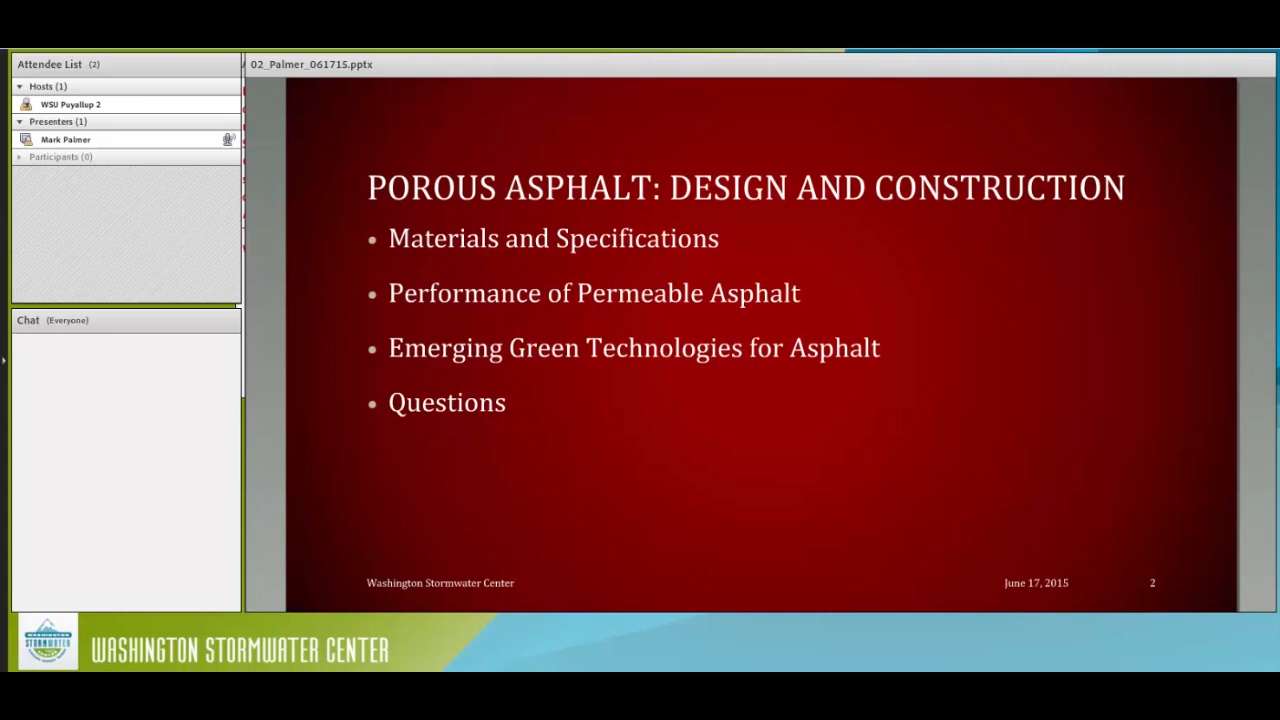 Attendee List (2)
Hosts (1)
WSU Puyallup 2
Presenters (1)
Mark Palmer
Participants (0)
Chat (Everyone)
02_Palmer_061715.pptx
POROUS ASPHALT: DESIGN AND CONSTRUCTION
• Materials and Specifications
• Performance of Permeable Asphalt
• Emerging Green Technologies for Asphalt
• Questions
Washington Stormwater Center
June 17, 2015
2
WASHINGTON
STORMWATER
WASHINGTON STORMWATER CENTER